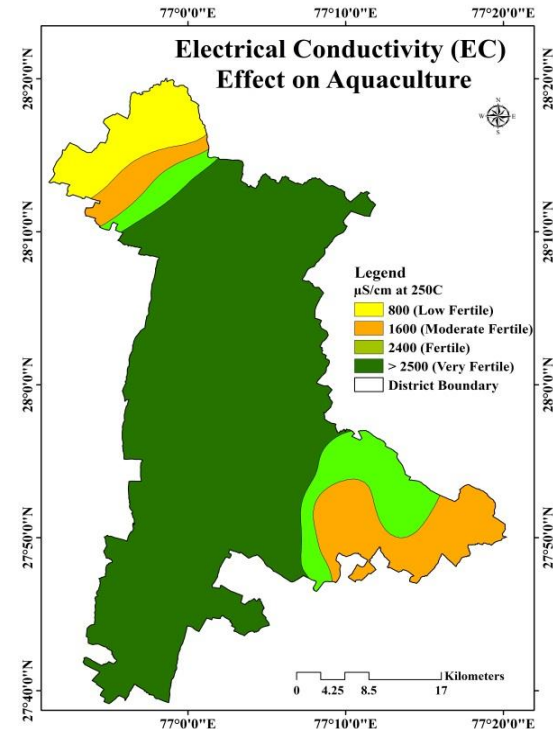 77°0'0"E 77°10'0"E 77°20'0"E
Electrical Conductivity (EC)
Effect on Aquaculture
N
W E
S
28°20'0"N 28°20'0"N
28°10'0"N 28°10'0"N
Legend
µS/cm at 250C
800 (Low Fertile)
1600 (Moderate Fertile)
2400 (Fertile)
> 2500 (Very Fertile)
District Boundary
28°0'0"N 28°0'0"N
27°50'0"N 27°50'0"N
Kilometers
0 4.25 8.5 17
27°40'0"N 27°40'0"N
77°0'0"E 77°10'0"E 77°20'0"E